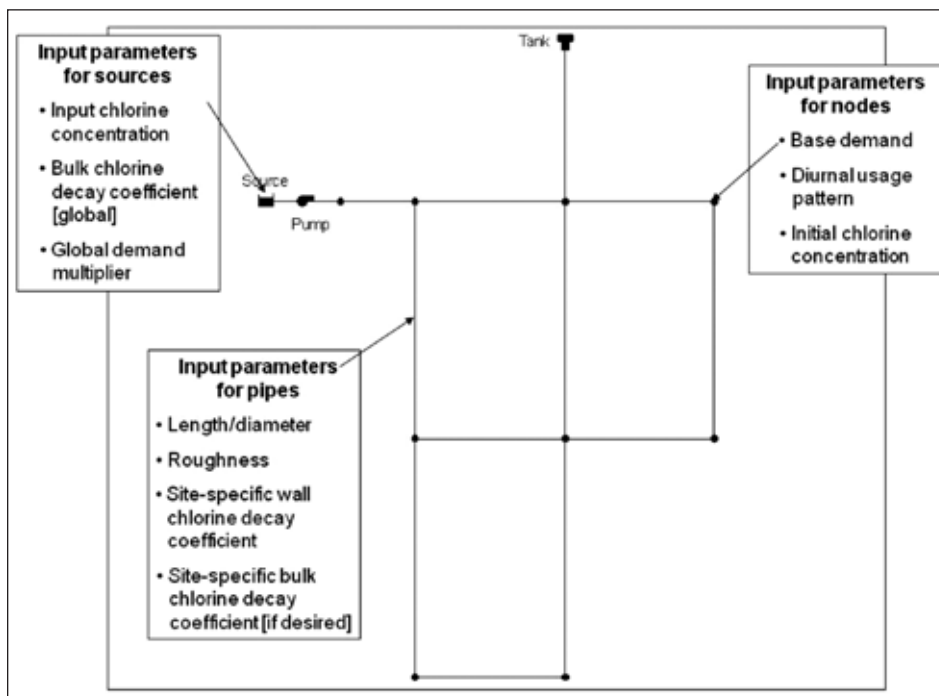 Input parameters
for sources
• Input chlorine
concentration
• Bulk chlorine
decay coefficient
[global]
• Global demand
multiplier
Source
Pump
Tank
Input parameters
for nodes
• Base demand
• Diurnal usage
pattern
• Initial chlorine
concentration
Input parameters
for pipes
• Length/diameter
• Roughness
• Site-specific wall
chlorine decay
coefficient
• Site-specific bulk
chlorine decay
coefficient [if desired]